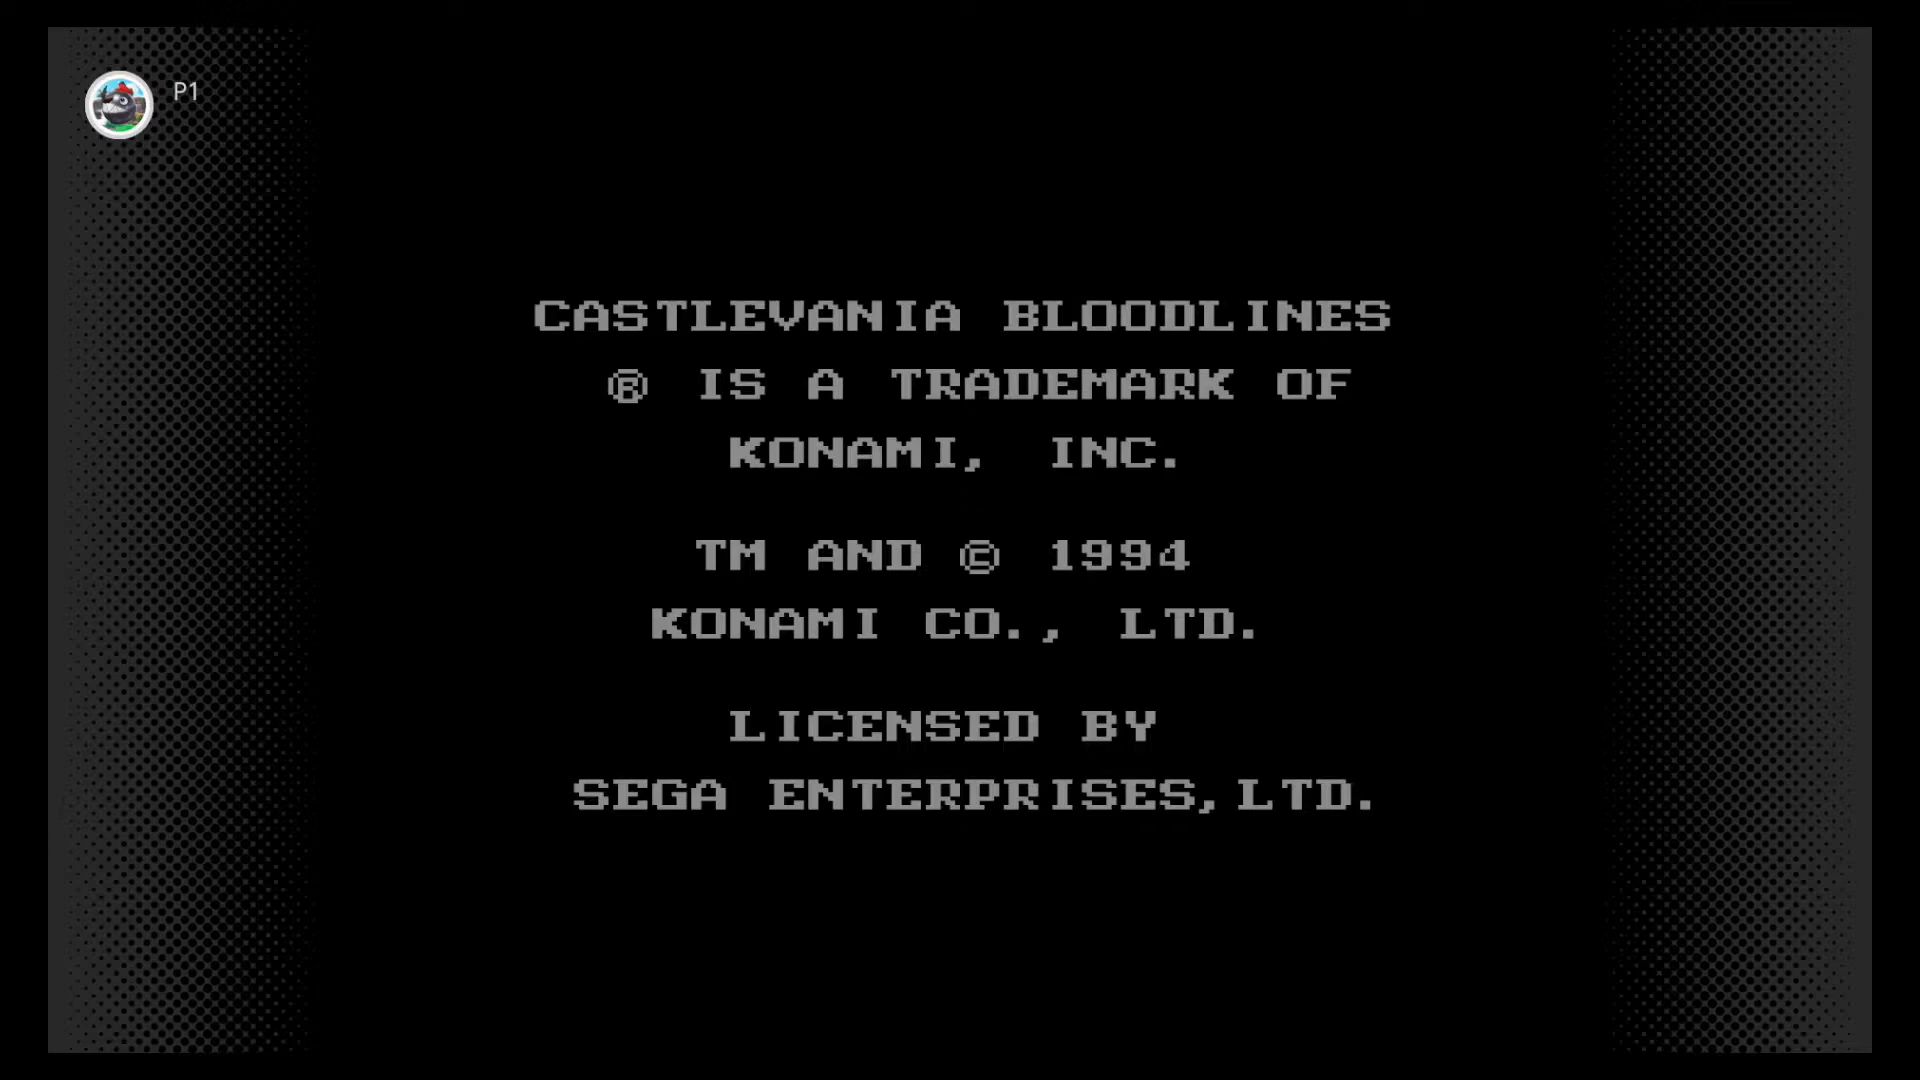 P1
CASTLEVANIA BLOODLINES
® IS A TRADEMARK OF
KONAMI, INC.
TM AND © 1994
KONAMI CO., LTD.
LICENSED BY
SEGA ENTERPRISES,LTD.